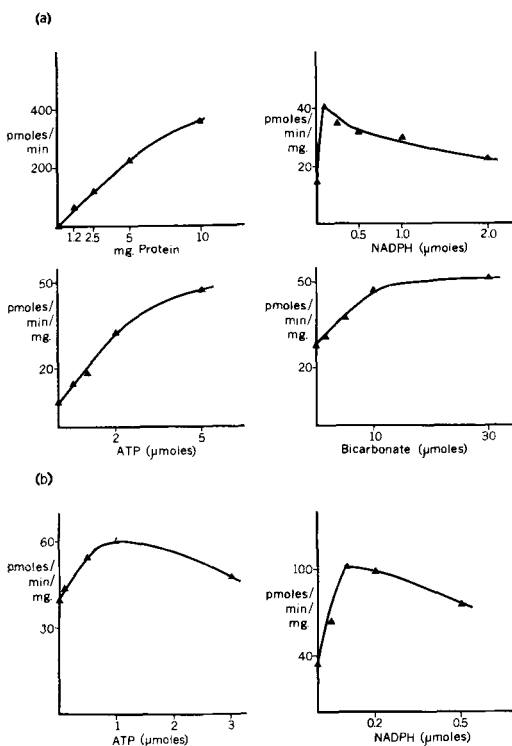 (a)
400
pmoles/
min
200
1.2 2.5 5 10
mg. Protein
40
pmoles/
min/
mg.
20
0.5 1.0 2.0
NADPH (µmoles)
50
pmoles/
min/
mg.
20
2 5
ATP (µmoles)
50
pmoles/
min/
mg.
20
10 30
Bicarbonate (µmoles)
(b)
60
pmoles/
min/
mg.
30
1 2 3
ATP (µmoles)
100
pmoles/
min/
mg.
40
0.2 0.5
NADPH (µmoles)